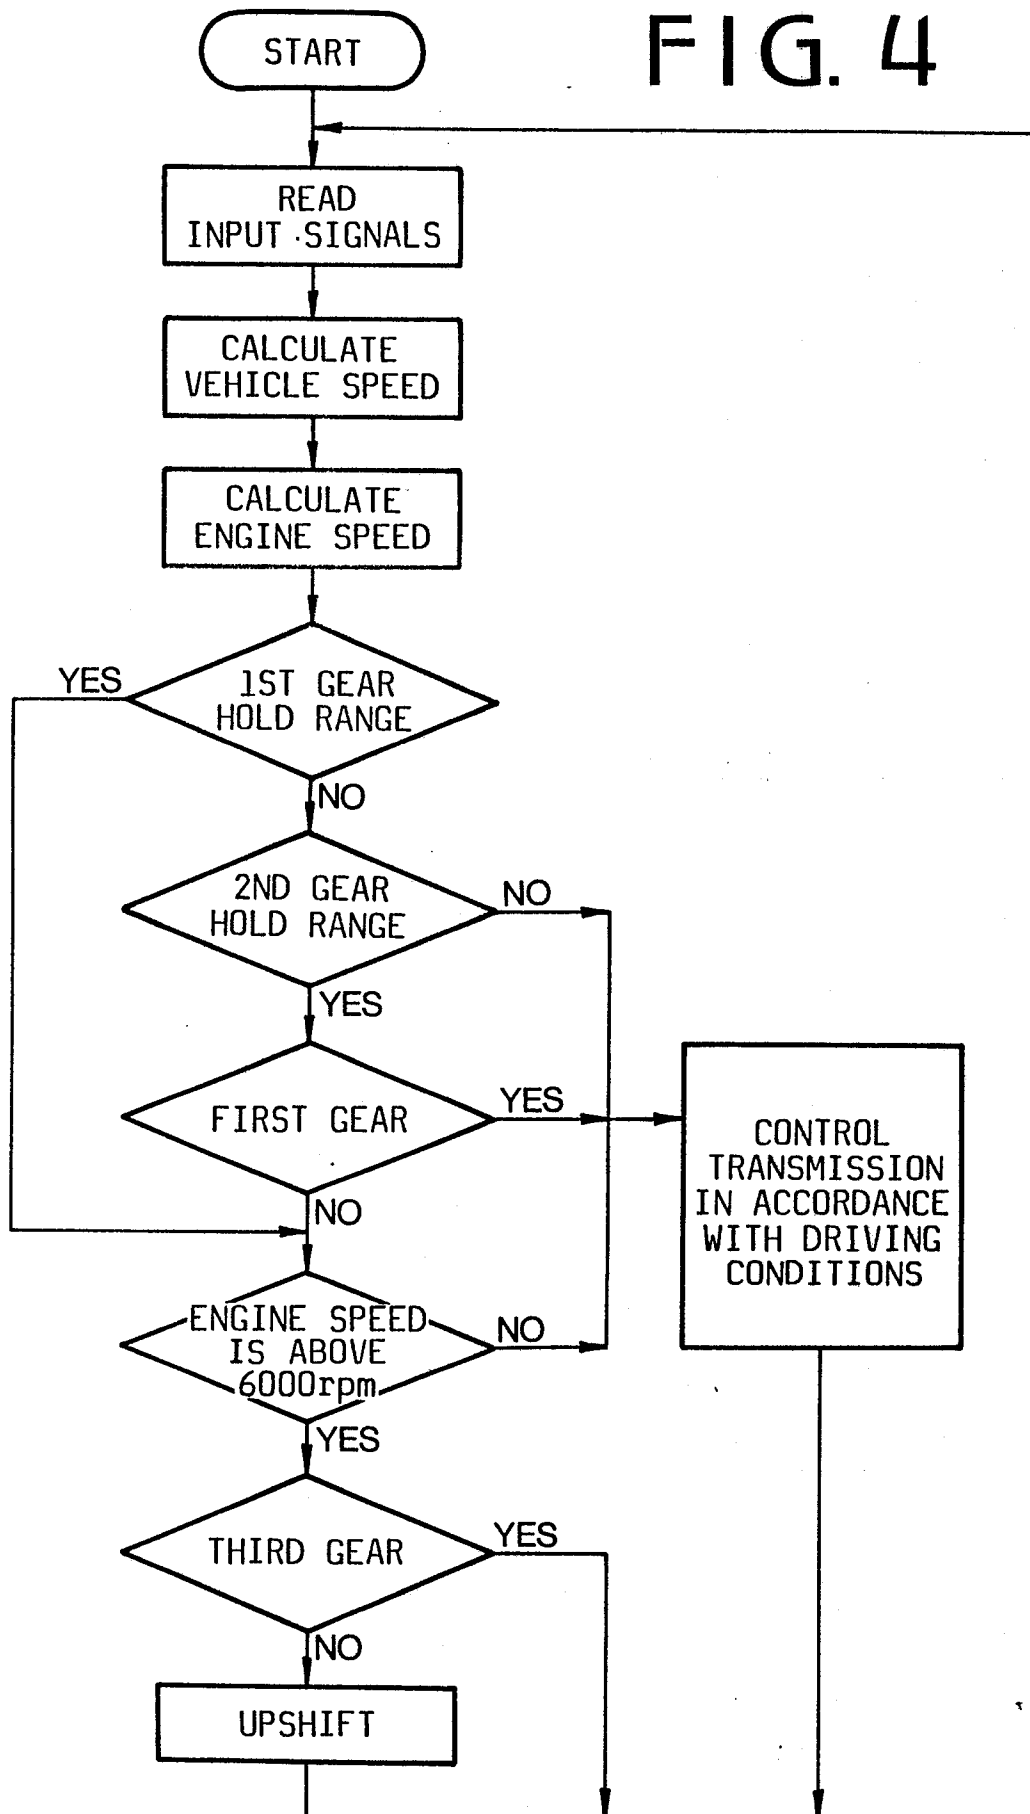 FIG. 4
START
READ
INPUT SIGNALS
CALCULATE
VEHICLE SPEED
CALCULATE
ENGINE SPEED
YES
1ST GEAR
HOLD RANGE
NO
2ND GEAR
HOLD RANGE
NO
YES
FIRST GEAR
YES
NO
CONTROL
TRANSMISSION
IN ACCORDANCE
WITH DRIVING
CONDITIONS
ENGINE SPEED
IS ABOVE
6000rpm
NO
YES
THIRD GEAR
YES
NO
UPSHIFT